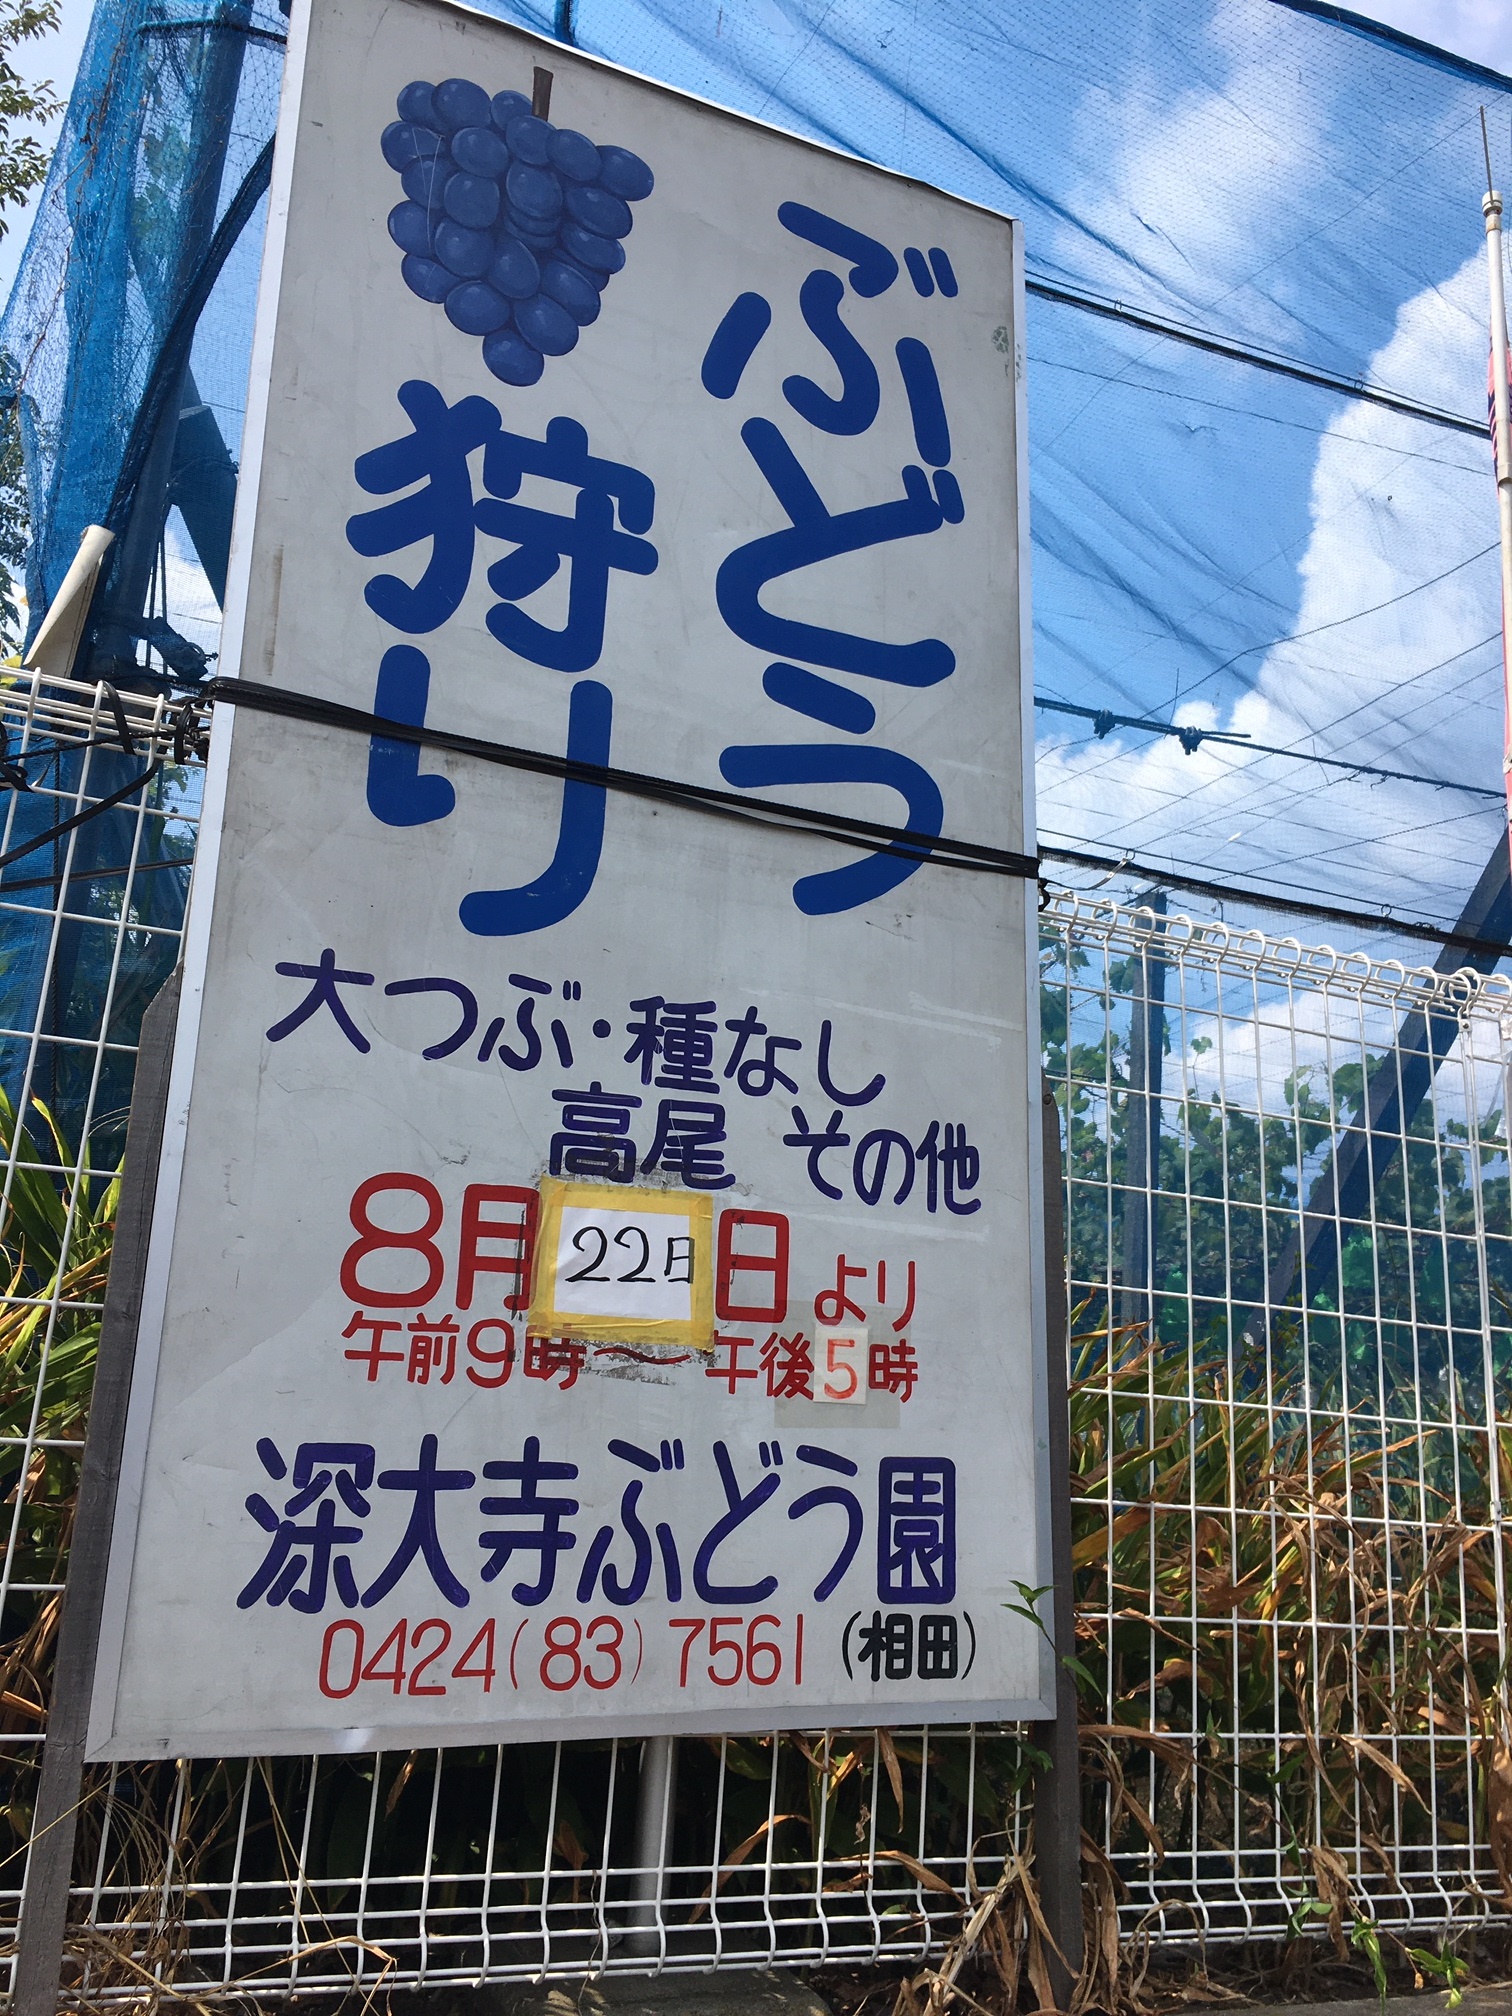 ぶどう
狩り
大つぶ・種なし
高尾 その他
8月22日日より
午前9時〜午後5時
深大寺ぶどう園
0424(83)7561(相田)